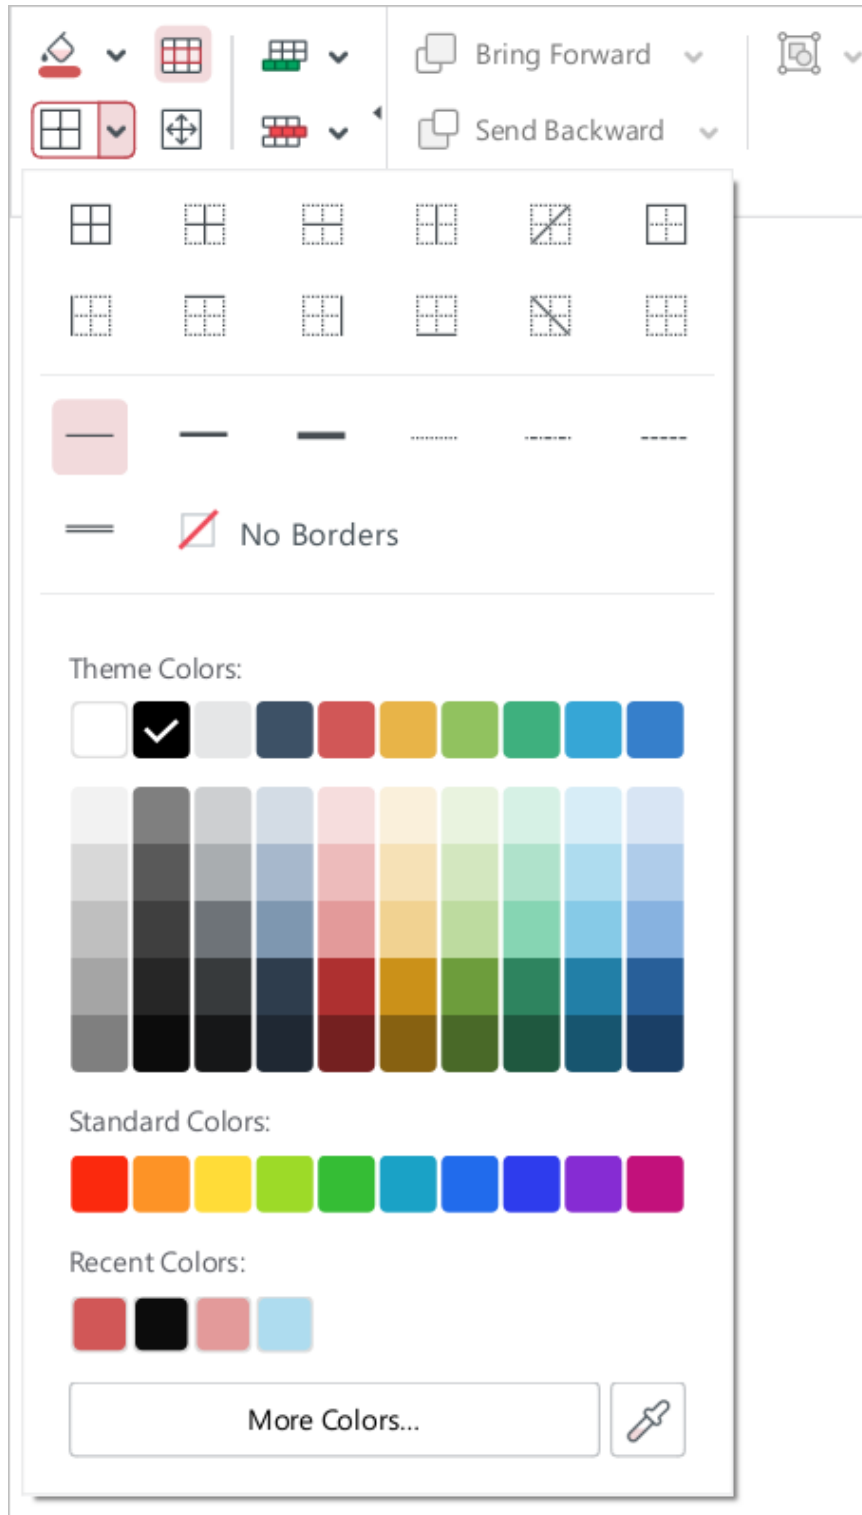 Bring Forward
Send Backward
No Borders
Theme Colors:
Standard Colors:
Recent Colors:
More Colors...